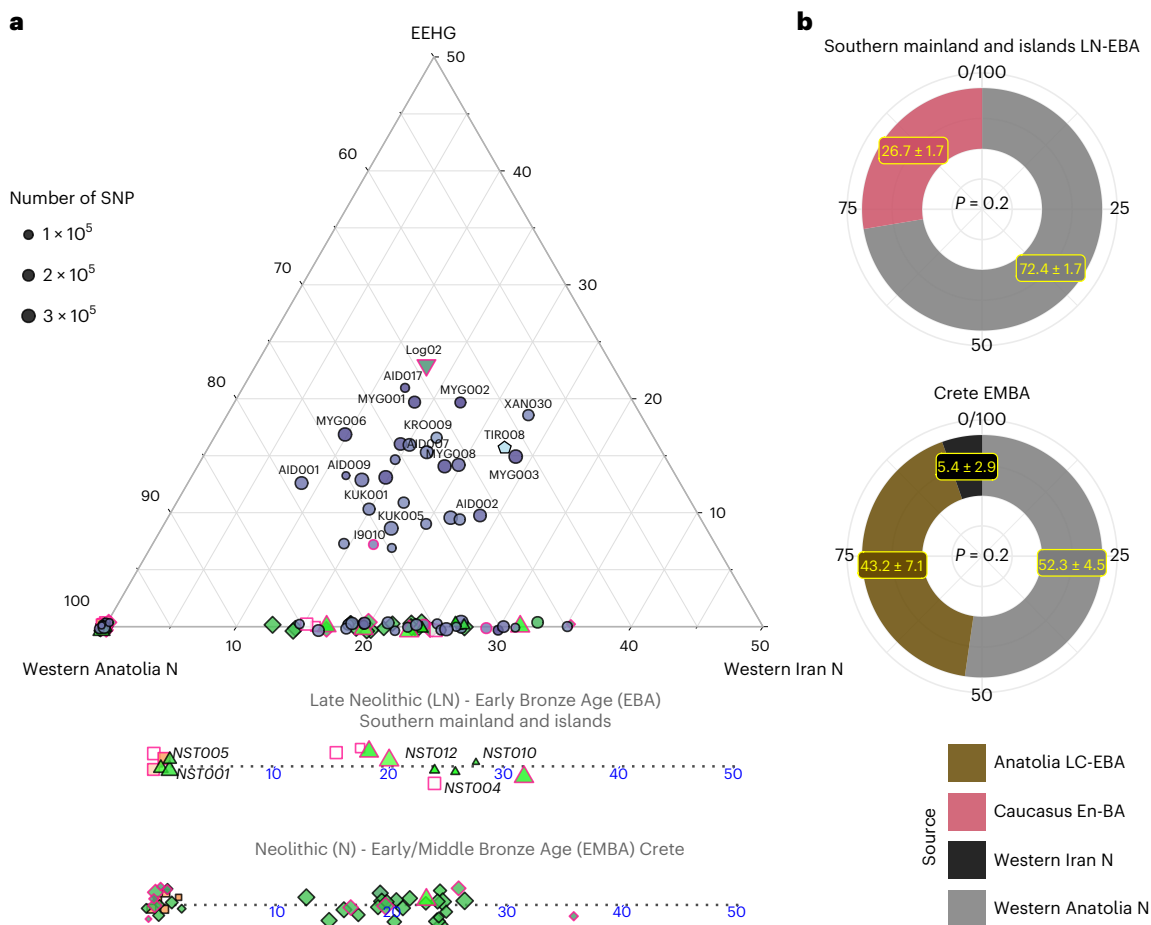 a
EEHG
50
60
40
Number of SNP
1 × 10^5
2 × 10^5
3 × 10^5
70
30
80
20
90
10
100
Log02
AID017
MYG001
MYG002
XAN030
MYG006
KRO009
TIR008
AID007
MYG008
MYG003
AID001
AID009
KUK001
AID002
KUK005
I9010
10
20
30
40
50
Western Anatolia N
Western Iran N
Late Neolithic (LN) - Early Bronze Age (EBA)
Southern mainland and islands
NST005
NST001
NST012
NST010
NST004
10
20
30
40
50
Neolithic (N) - Early/Middle Bronze Age (EMBA) Crete
10
20
30
40
50
b
Southern mainland and islands LN-EBA
0/100
26.7 ± 1.7
P = 0.2
75
25
72.4 ± 1.7
50
Crete EMBA
0/100
5.4 ± 2.9
P = 0.2
75
25
43.2 ± 7.1
52.3 ± 4.5
50
Source
Anatolia LC-EBA
Caucasus En-BA
Western Iran N
Western Anatolia N